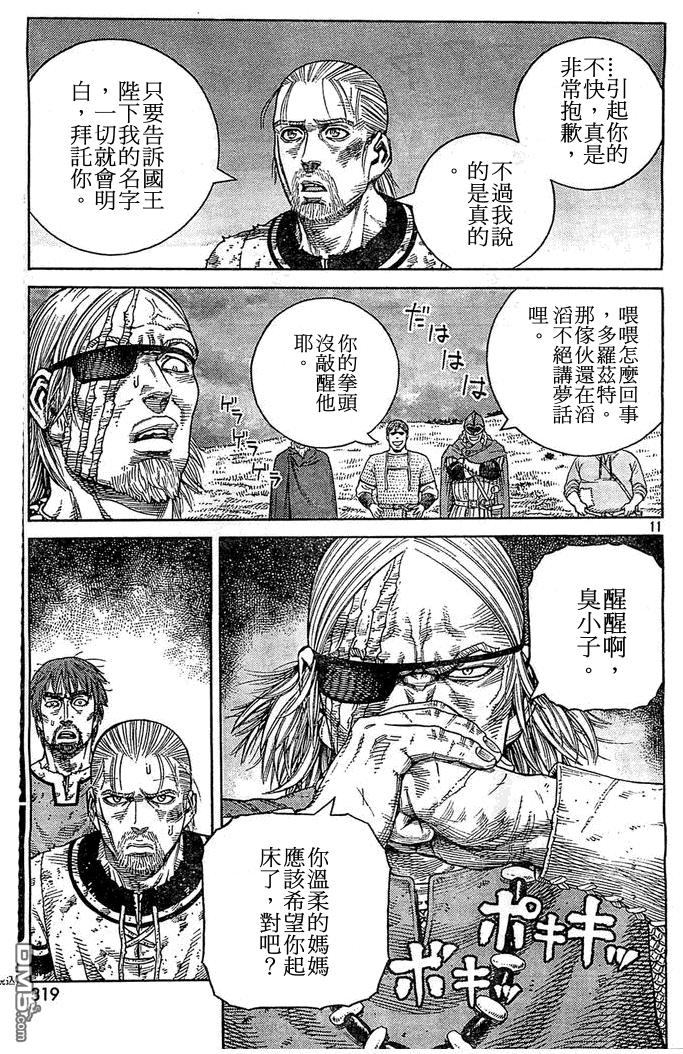 …引起你的
不快，真是
非常抱歉，
不過我說
的是真的
。
只要告訴國王
陛下我的名字
，一切就會明
白，拜託你。
喂喂怎麼回事
，多羅茲特。
那傢伙還在滔
滔不絕講夢話
哩。
だはははは
你的拳頭
沒敲醒他
耶。
ゲラゲラ
11
醒醒啊，
臭小子。
ポキキッ
ボキッ
你溫柔的媽媽
應該希望你起
床了，對吧？
319
DM5